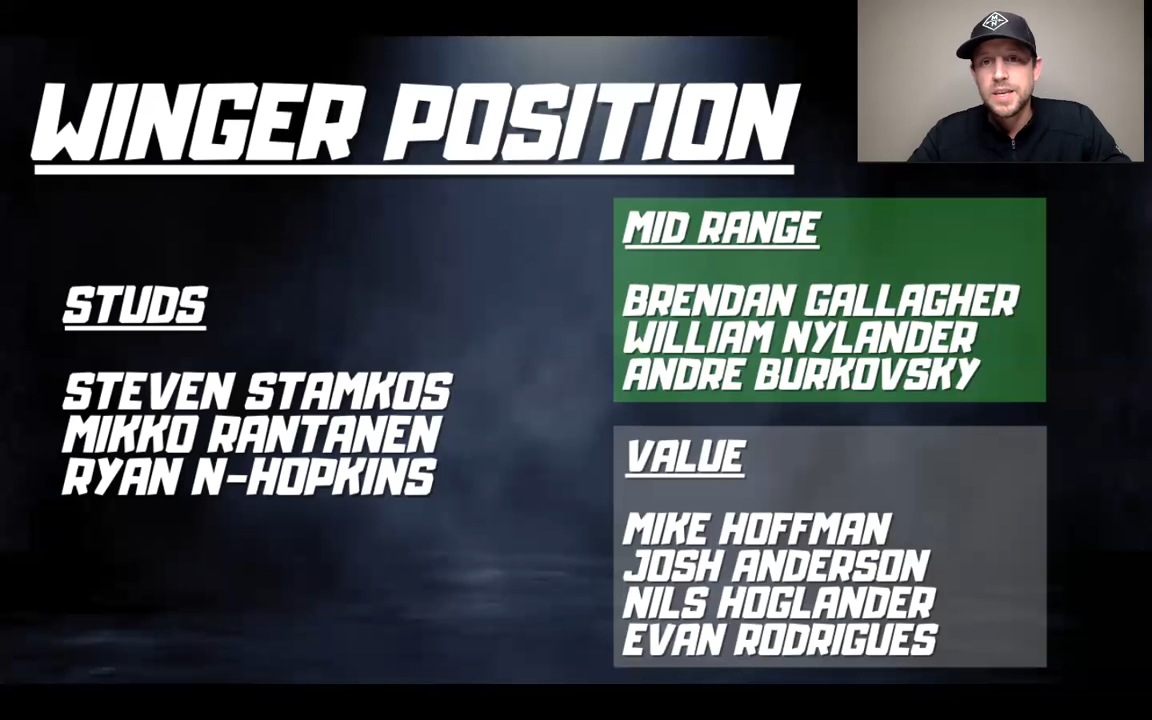 WINGER POSITION
STUDS
STEVEN STAMKOS
MIKKO RANTANEN
RYAN N-HOPKINS
MID RANGE
BRENDAN GALLAGHER
WILLIAM NYLANDER
ANDRE BURKOVSKY
VALUE
MIKE HOFFMAN
JOSH ANDERSON
NILS HOGLANDER
EVAN RODRIGUES